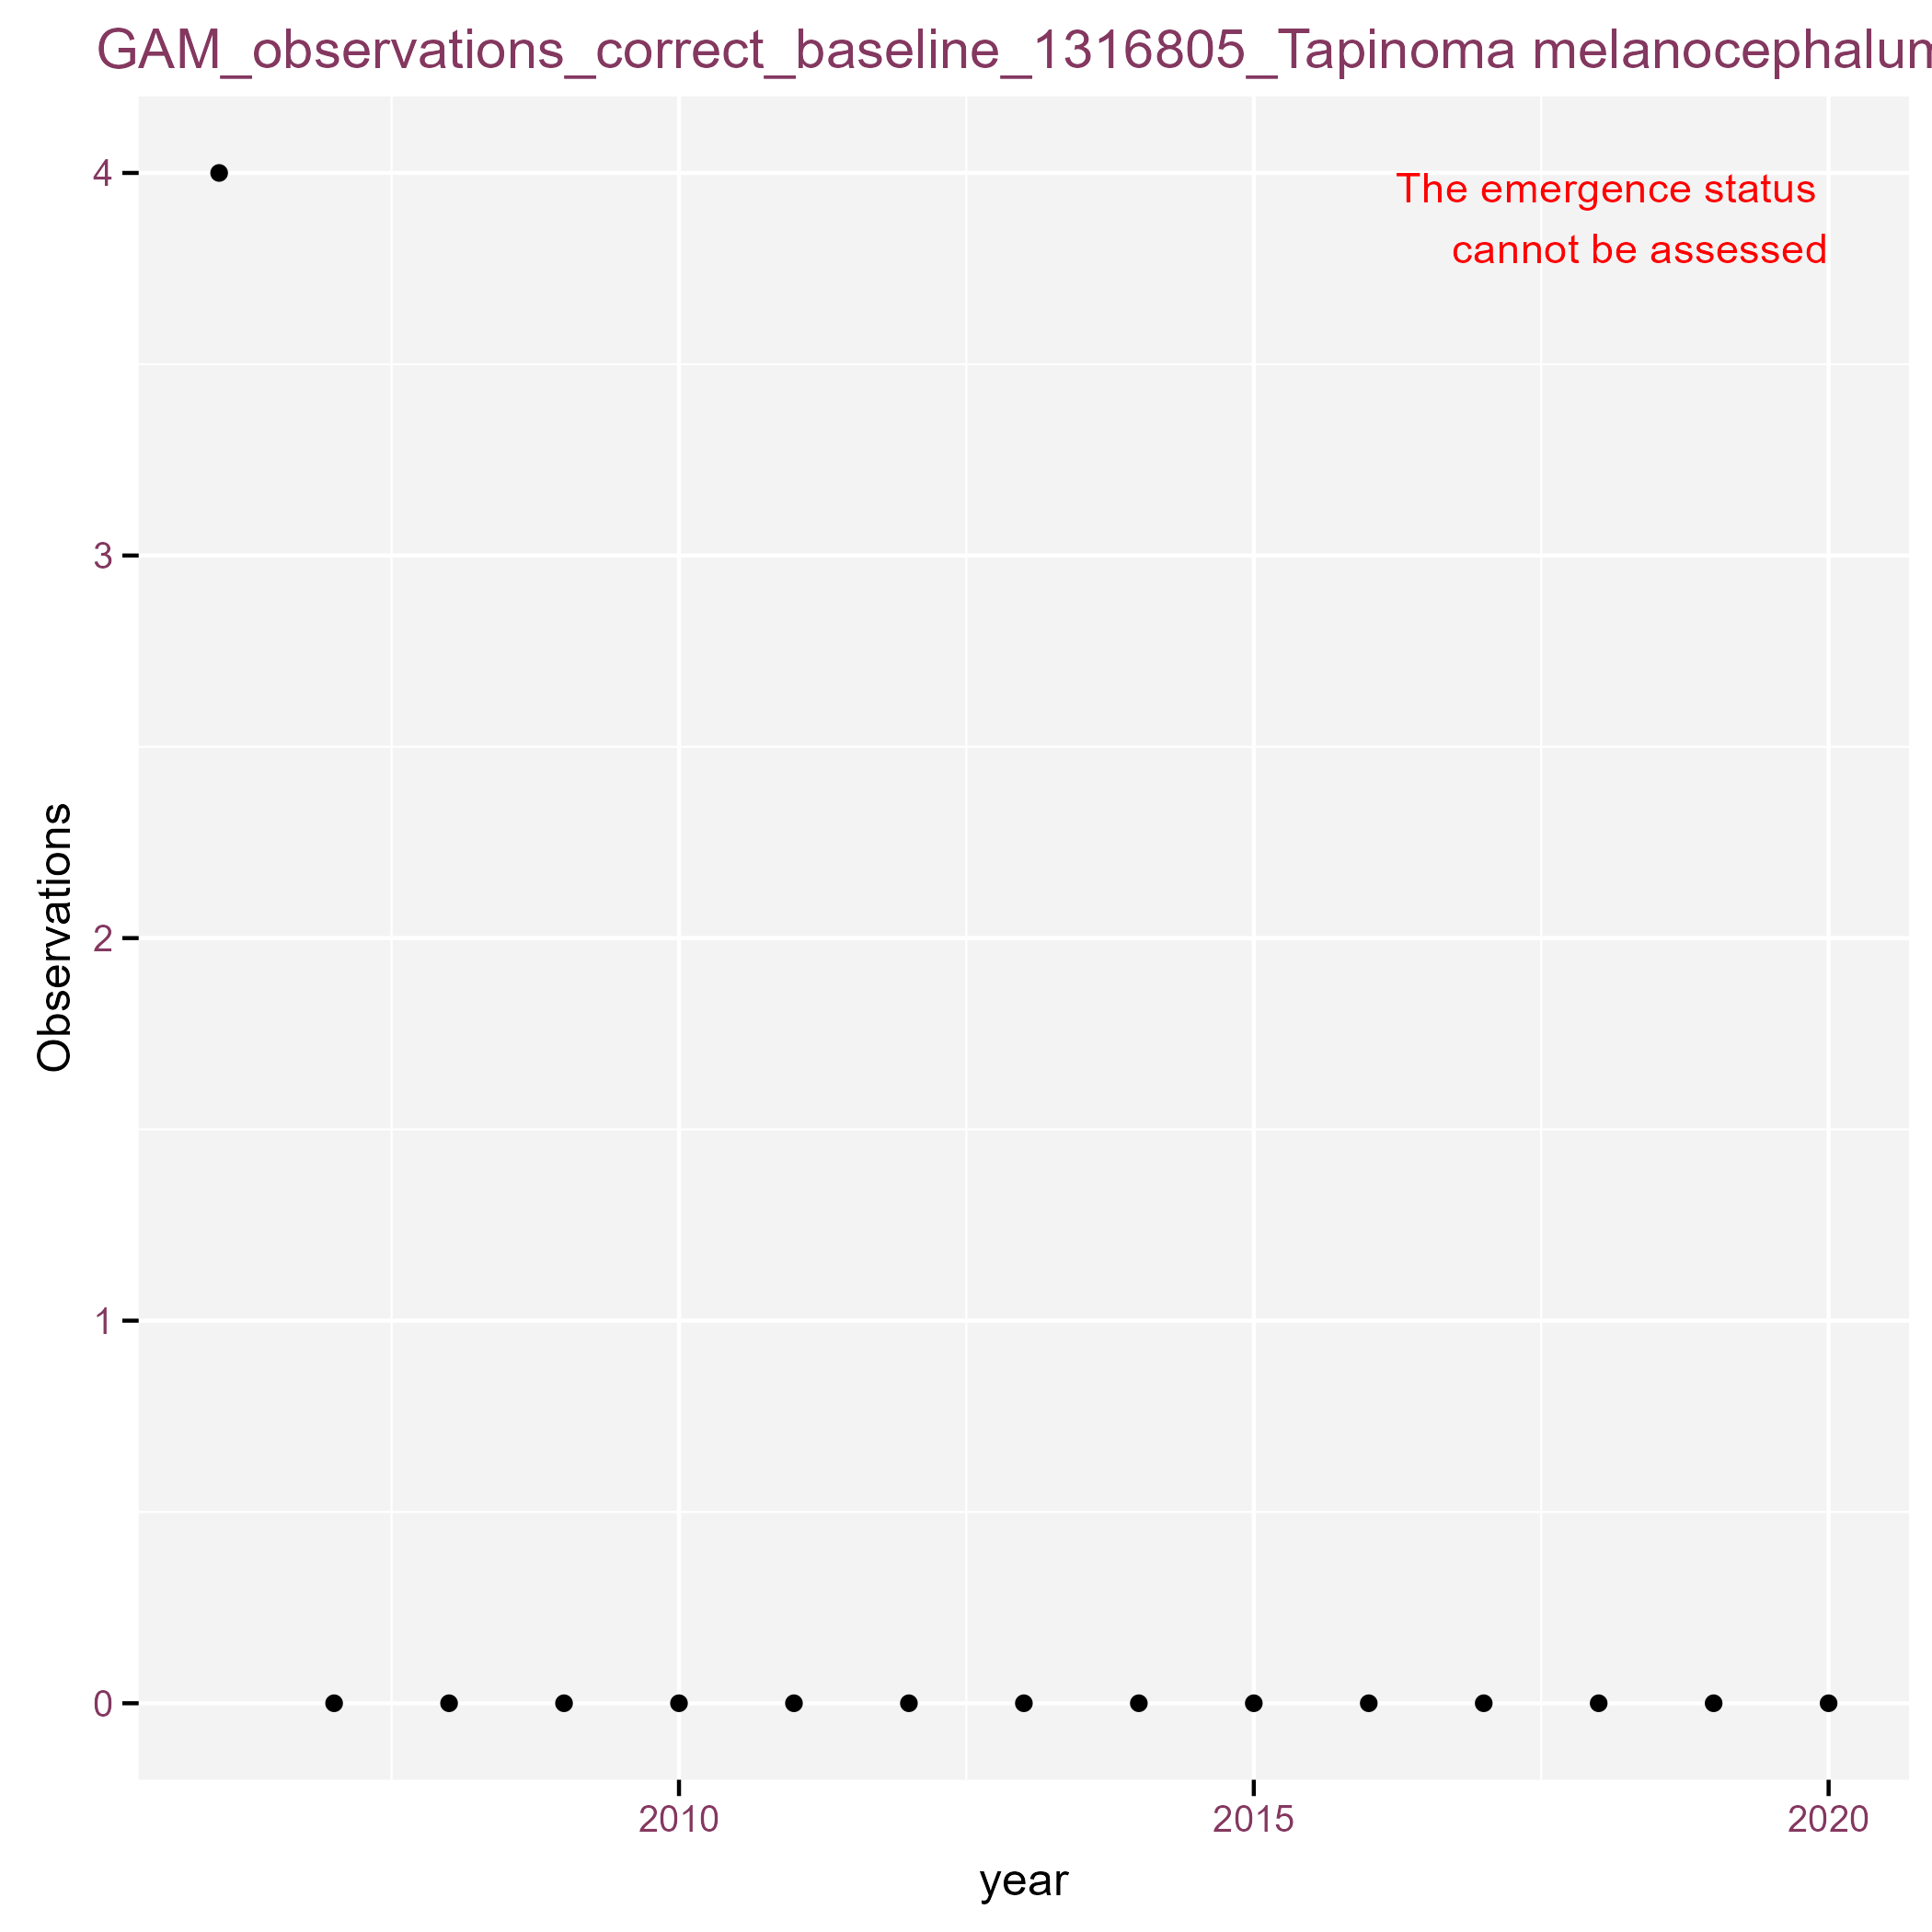 GAM_observations_correct_baseline_1316805_Tapinoma melanocephalum
4
The emergence status
cannot be assessed
3
Observations
2
1
0
2010 2015 2020
year